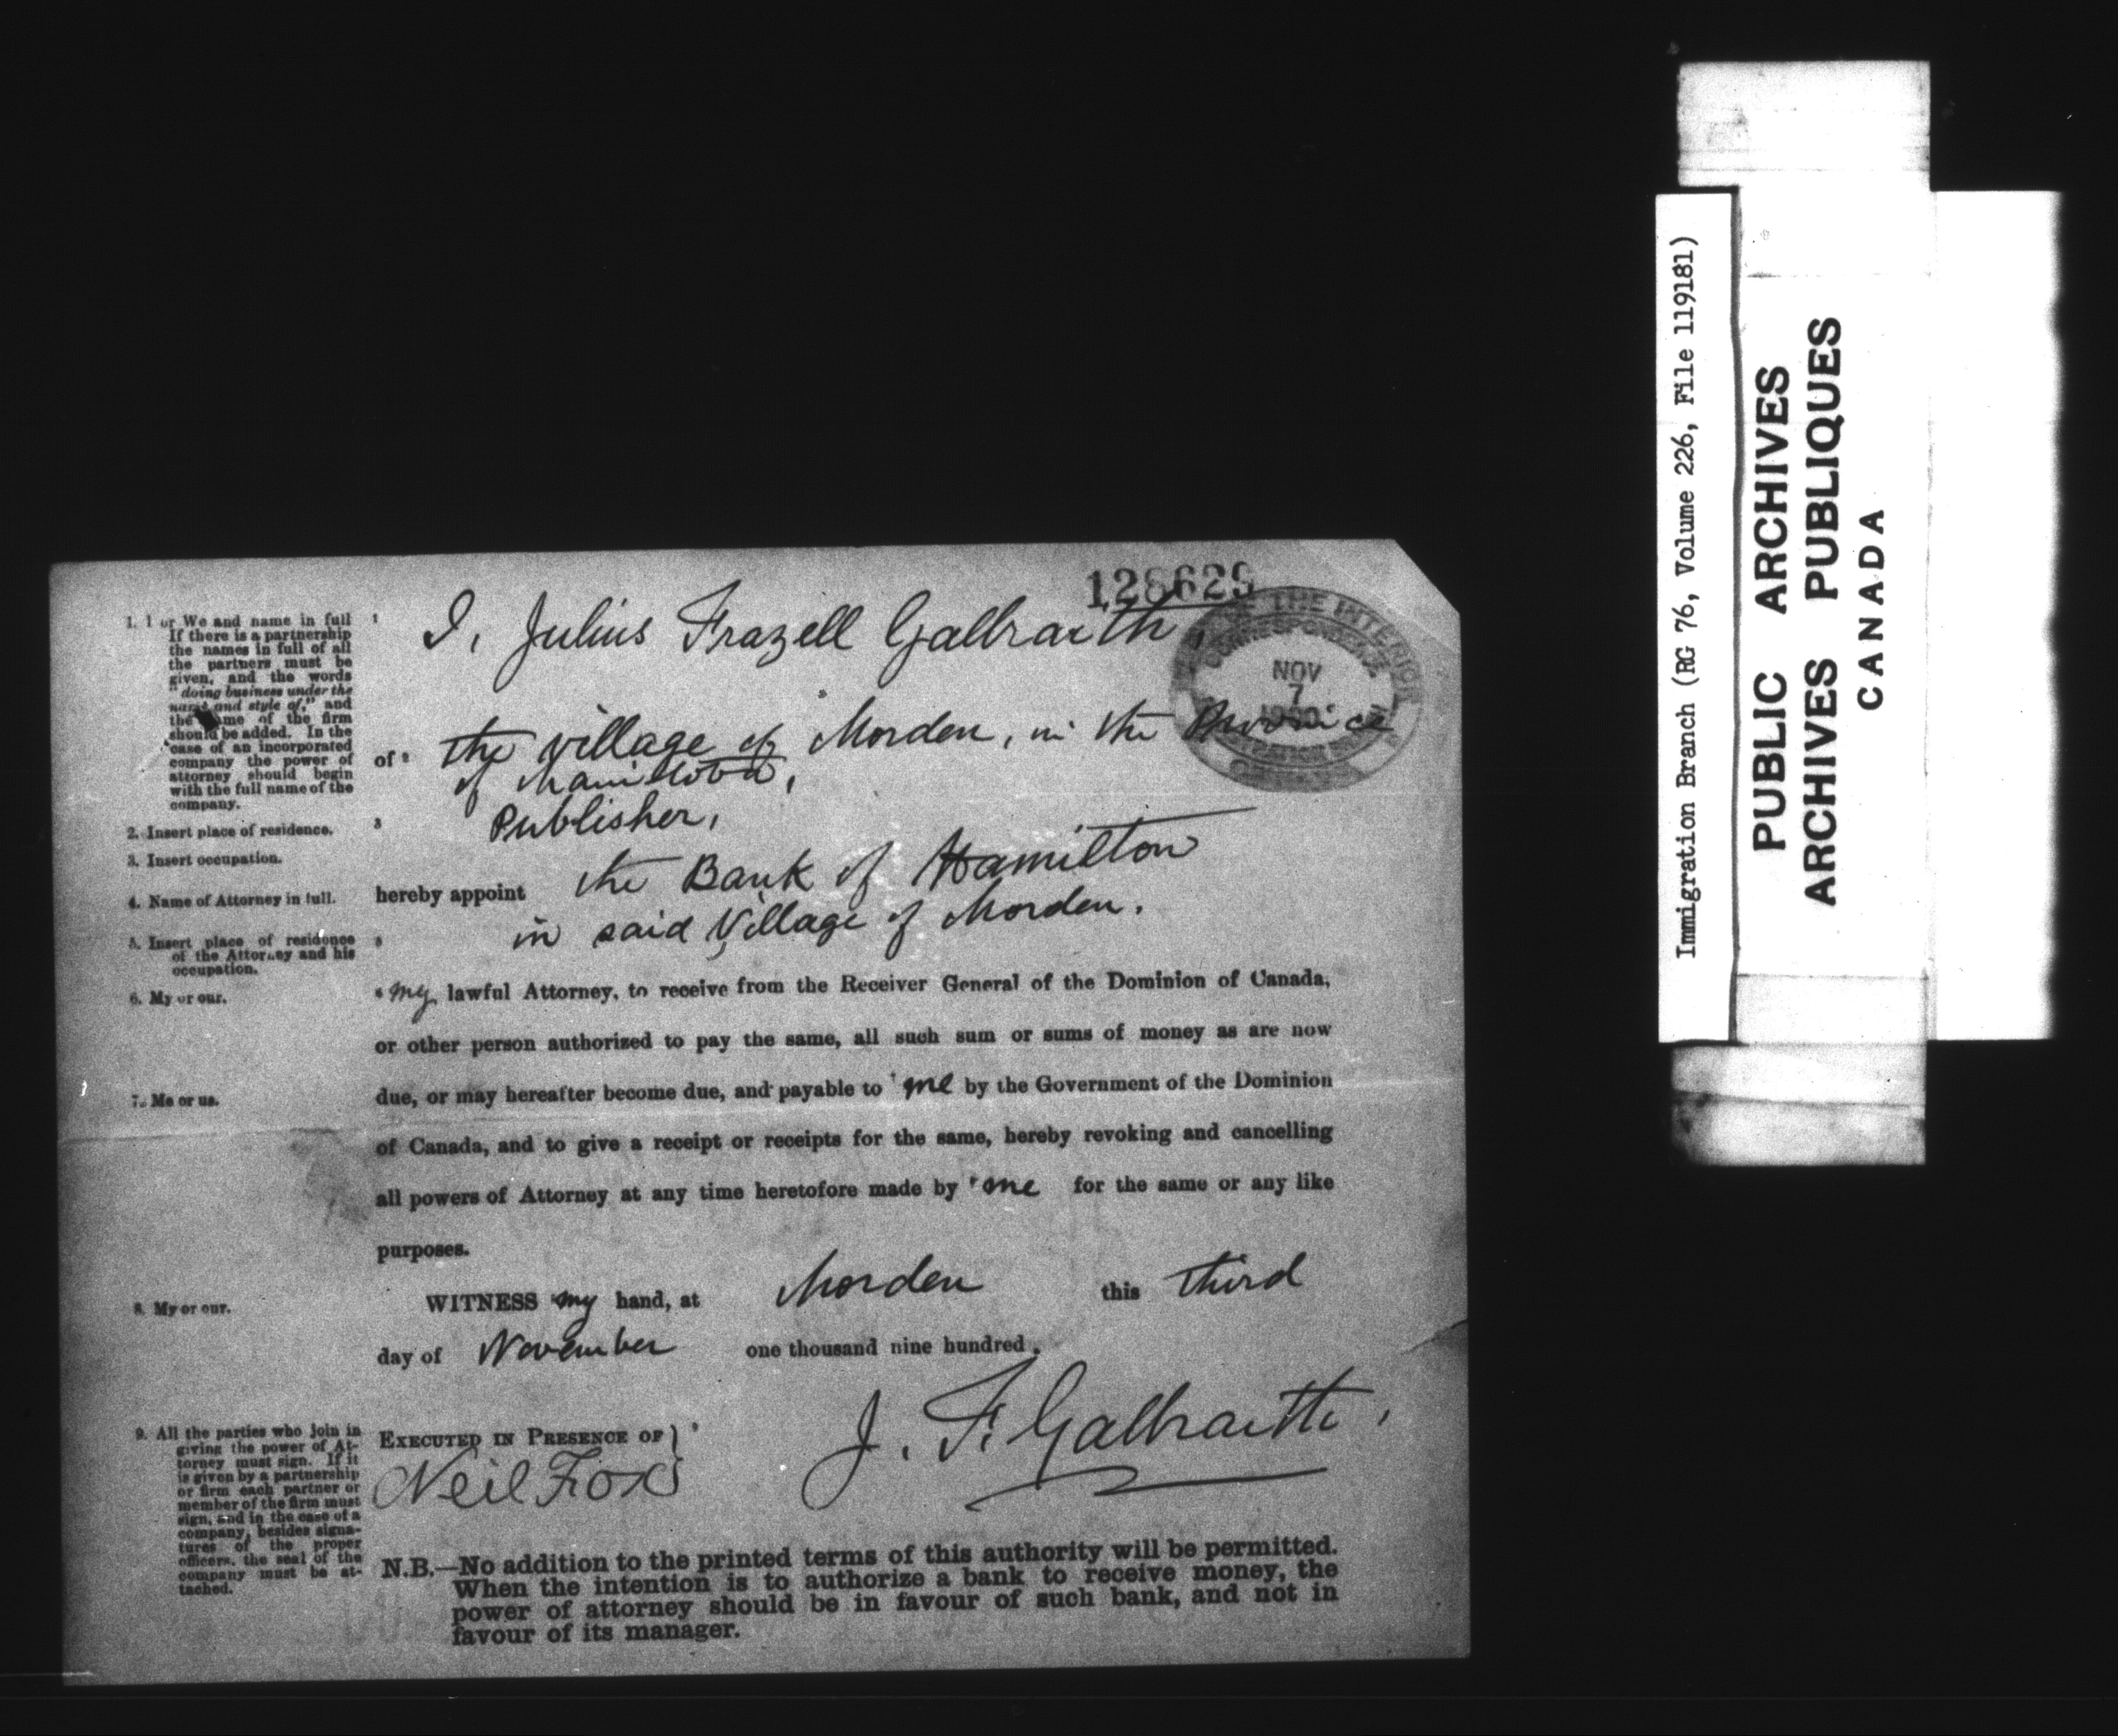 128629
I, Julius Frazell Galbraith,
THE INTERIOR
NOV
7
1900
of 2 the village of Morden, in the Province
of Manitoba,
3 Publisher,
hereby appoint the Bank of Hamilton
5 in said Village of Morden.
6 my lawful Attorney, to receive from the Receiver General of the Dominion of Canada,
or other person authorized to pay the same, all such sum or sums of money as are now
due, or may hereafter become due, and payable to 7 me by the Government of the Dominion
of Canada, and to give a receipt or receipts for the same, hereby revoking and cancelling
all powers of Attorney at any time heretofore made by 7 me for the same or any like
purposes.
WITNESS my hand, at Morden this third
day of November one thousand nine hundred.
EXECUTED IN PRESENCE OF
Neil Fox
J. F. Galbraith,
N.B.—No addition to the printed terms of this authority will be permitted.
When the intention is to authorize a bank to receive money, the
power of attorney should be in favour of such bank, and not in
favour of its manager.
1. I or We and name in full
If there is a partnership
the names in full of all
the partners must be
given, and the words
"doing business under the
name and style of," and
the name of the firm
should be added. In the
case of an incorporated
company the power of
attorney should begin
with the full name of the
company.
2. Insert place of residence.
3. Insert occupation.
4. Name of Attorney in full.
5. Insert place of residence
of the Attorney and his
occupation.
6. My or our.
7. Me or us.
8. My or our.
9. All the parties who join in
giving the power of At-
torney must sign. If it
is given by a partnership
or firm each partner or
member of the firm must
sign, and in the case of a
company, besides signa-
tures of the proper
officers, the seal of the
company must be at-
tached.
Immigration Branch (RG 76, Volume 226, File 119181)
PUBLIC ARCHIVES
ARCHIVES PUBLIQUES
CANADA